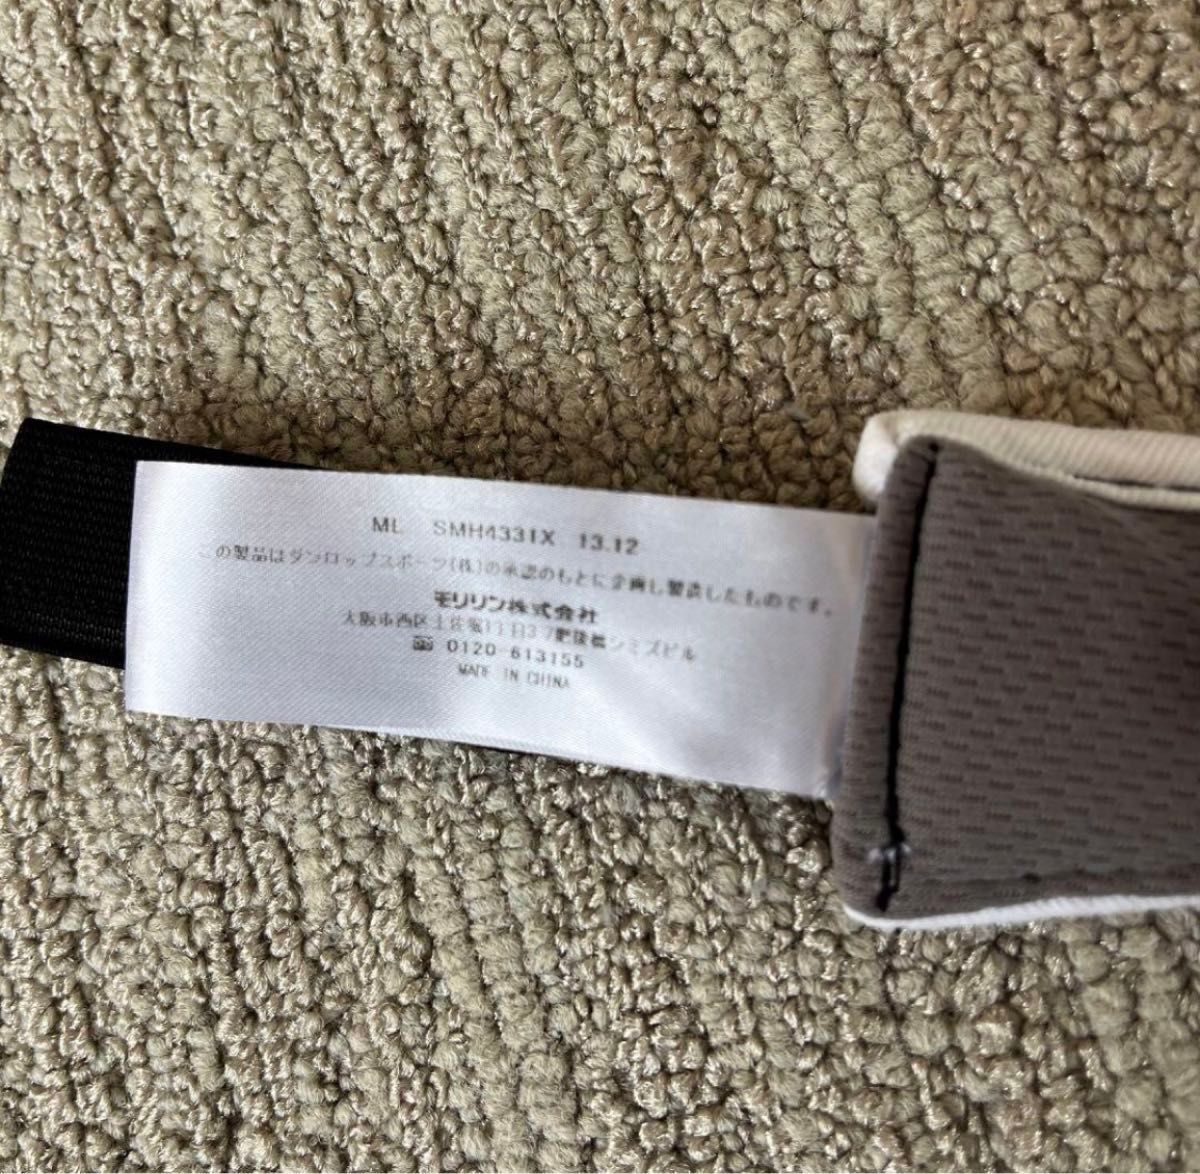 ML SMH4331X 13.12
この製品はダンロップスポーツ(株)の承認のもとに企画し製造したものです。
モリリン株式会社
大阪市西区土佐堀1丁目3-7肥後橋シミズビル
0120-613155
MADE IN CHINA